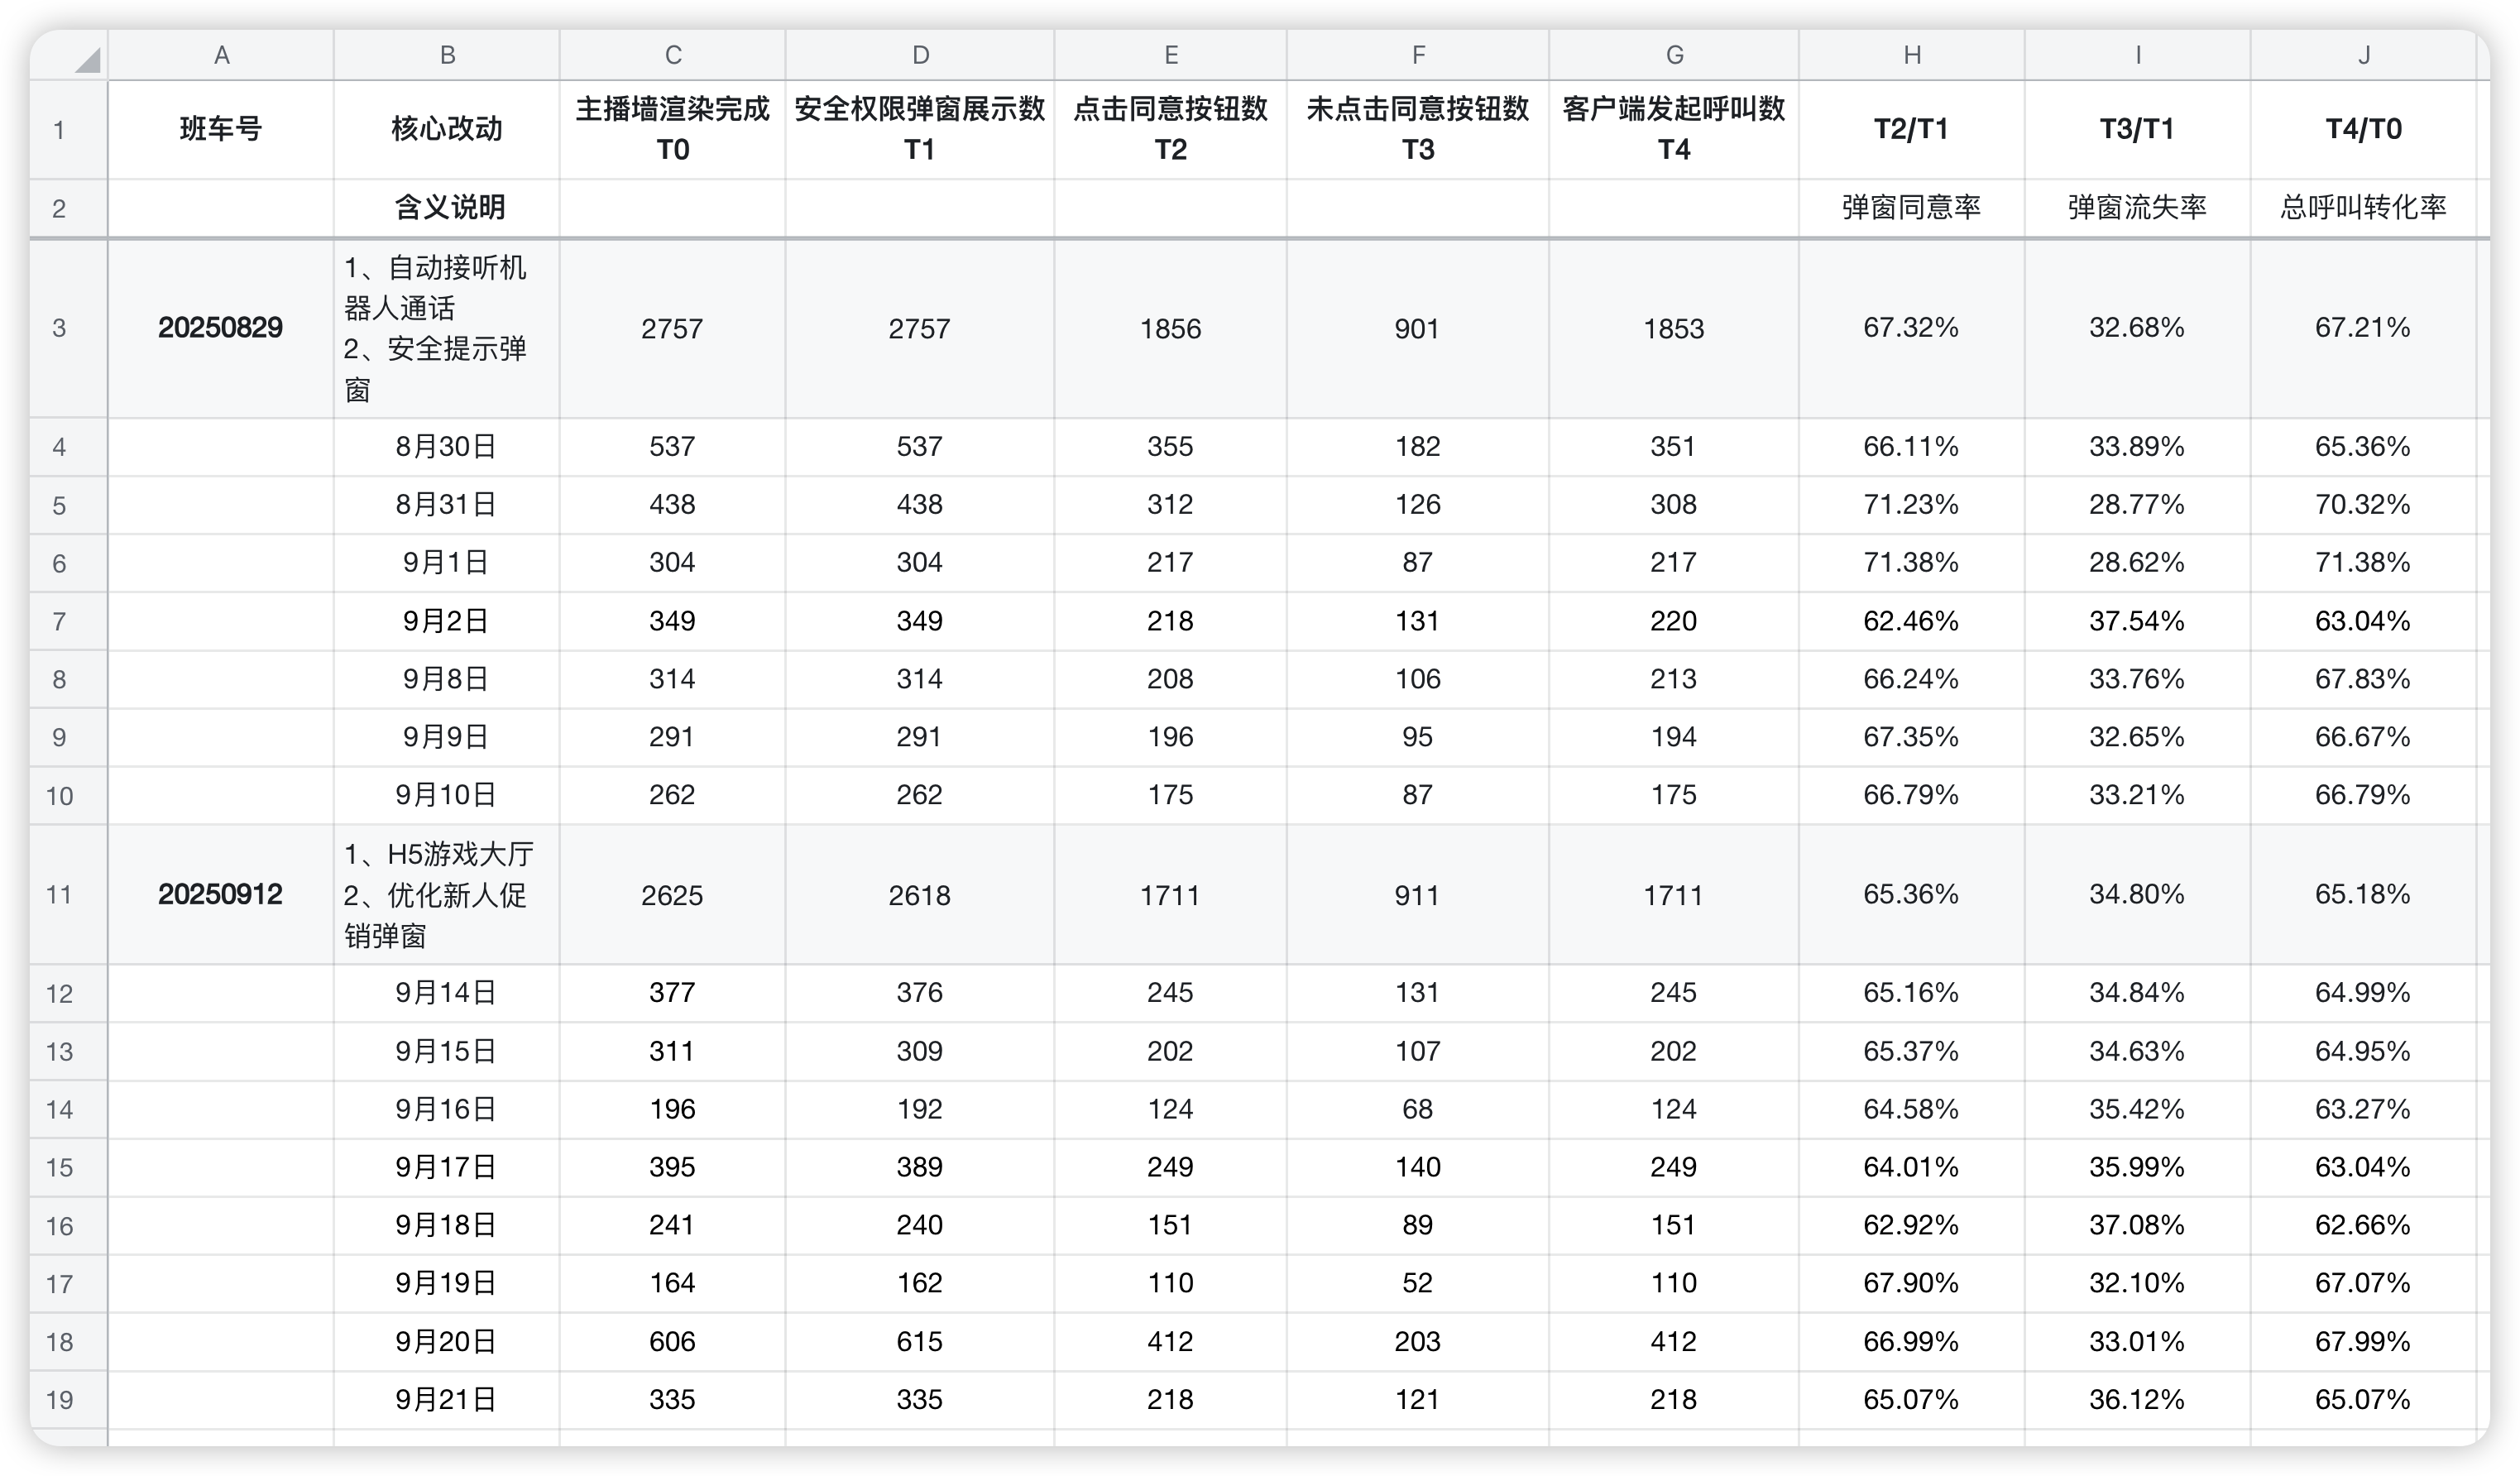 A B C D E F G H I J
1 班车号 核心改动 主播墙渲染完成 T0 安全权限弹窗展示数 T1 点击同意按钮数 T2 未点击同意按钮数 T3 客户端发起呼叫数 T4 T2/T1 T3/T1 T4/T0
2 含义说明 弹窗同意率 弹窗流失率 总呼叫转化率
3 20250829 1、自动接听机器人通话 2、安全提示弹窗 2757 2757 1856 901 1853 67.32% 32.68% 67.21%
4 8月30日 537 537 355 182 351 66.11% 33.89% 65.36%
5 8月31日 438 438 312 126 308 71.23% 28.77% 70.32%
6 9月1日 304 304 217 87 217 71.38% 28.62% 71.38%
7 9月2日 349 349 218 131 220 62.46% 37.54% 63.04%
8 9月8日 314 314 208 106 213 66.24% 33.76% 67.83%
9 9月9日 291 291 196 95 194 67.35% 32.65% 66.67%
10 9月10日 262 262 175 87 175 66.79% 33.21% 66.79%
11 20250912 1、H5游戏大厅 2、优化新人促销弹窗 2625 2618 1711 911 1711 65.36% 34.80% 65.18%
12 9月14日 377 376 245 131 245 65.16% 34.84% 64.99%
13 9月15日 311 309 202 107 202 65.37% 34.63% 64.95%
14 9月16日 196 192 124 68 124 64.58% 35.42% 63.27%
15 9月17日 395 389 249 140 249 64.01% 35.99% 63.04%
16 9月18日 241 240 151 89 151 62.92% 37.08% 62.66%
17 9月19日 164 162 110 52 110 67.90% 32.10% 67.07%
18 9月20日 606 615 412 203 412 66.99% 33.01% 67.99%
19 9月21日 335 335 218 121 218 65.07% 36.12% 65.07%